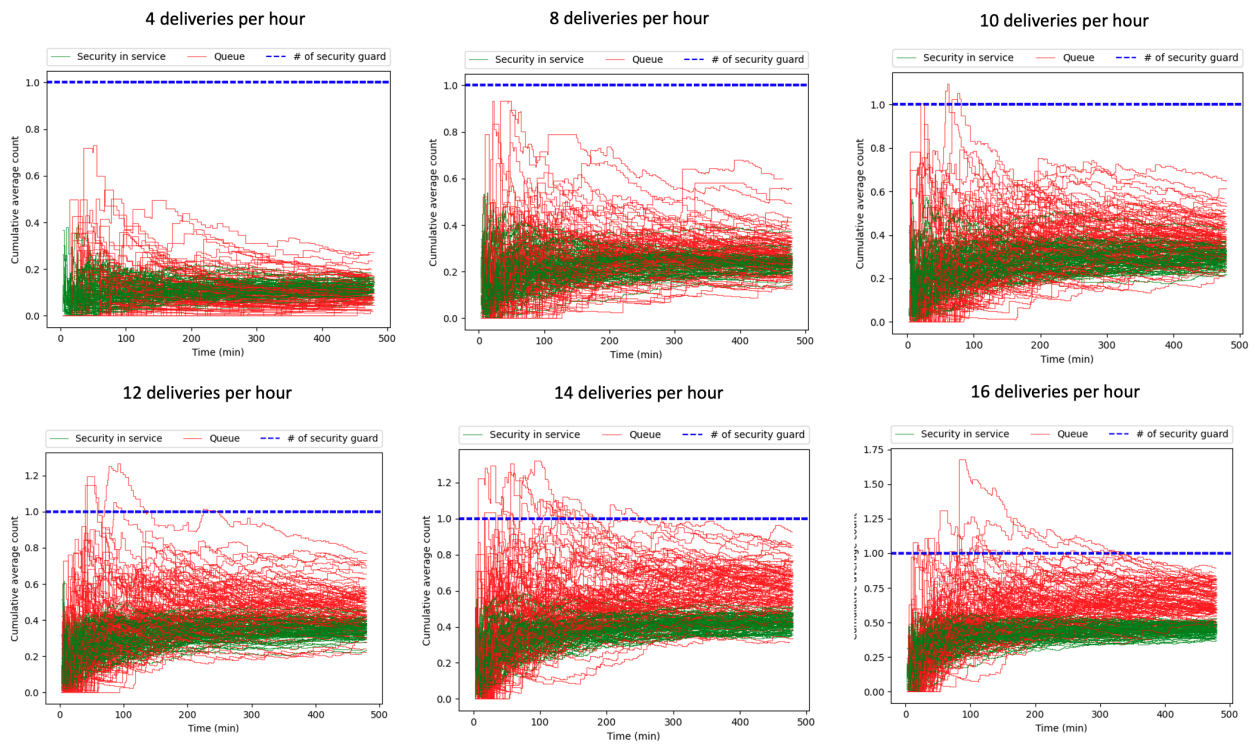 4 deliveries per hour
Security in service Queue # of security guard
1.0
0.8
0.6
0.4
0.2
0.0
Cumulative average count
0 100 200 300 400 500
Time (min)
8 deliveries per hour
Security in service Queue # of security guard
1.0
0.8
0.6
0.4
0.2
0.0
Cumulative average count
0 100 200 300 400 500
Time (min)
10 deliveries per hour
Security in service Queue # of security guard
1.0
0.8
0.6
0.4
0.2
0.0
Cumulative average count
0 100 200 300 400 500
Time (min)
12 deliveries per hour
Security in service Queue # of security guard
1.2
1.0
0.8
0.6
0.4
0.2
0.0
Cumulative average count
0 100 200 300 400 500
Time (min)
14 deliveries per hour
Security in service Queue # of security guard
1.2
1.0
0.8
0.6
0.4
0.2
0.0
Cumulative average count
0 100 200 300 400 500
Time (min)
16 deliveries per hour
Security in service Queue # of security guard
1.75
1.50
1.25
1.00
0.75
0.50
0.25
0.00
Cumulative average count
0 100 200 300 400 500
Time (min)